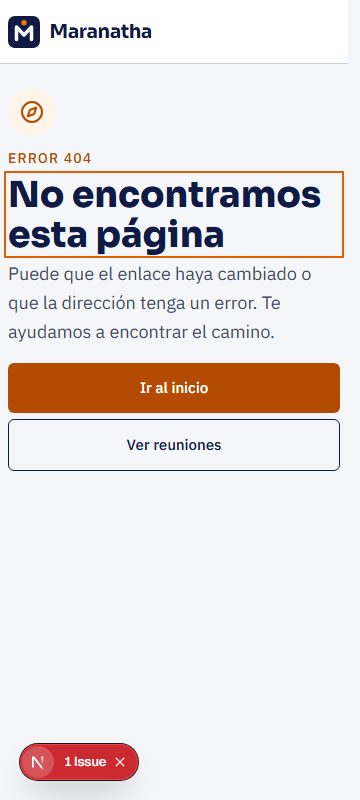 Maranatha
ERROR 404
No encontramos
esta página
Puede que el enlace haya cambiado o
que la dirección tenga un error. Te
ayudamos a encontrar el camino.
Ir al inicio
Ver reuniones
1 Issue